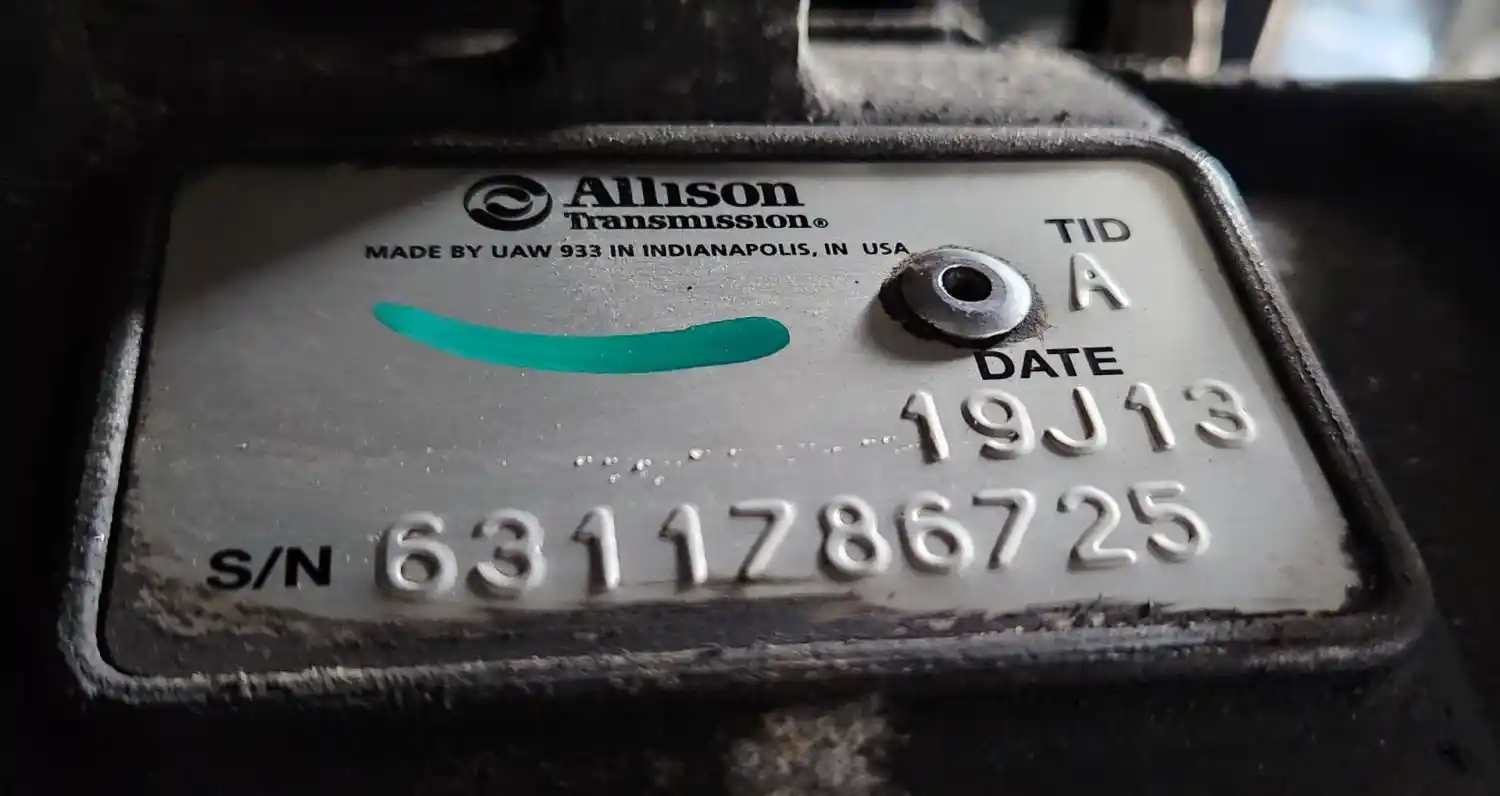 Allison
Transmission®
MADE BY UAW 933 IN INDIANAPOLIS, IN USA
TID
A
DATE
19J13
S/N 6311786725